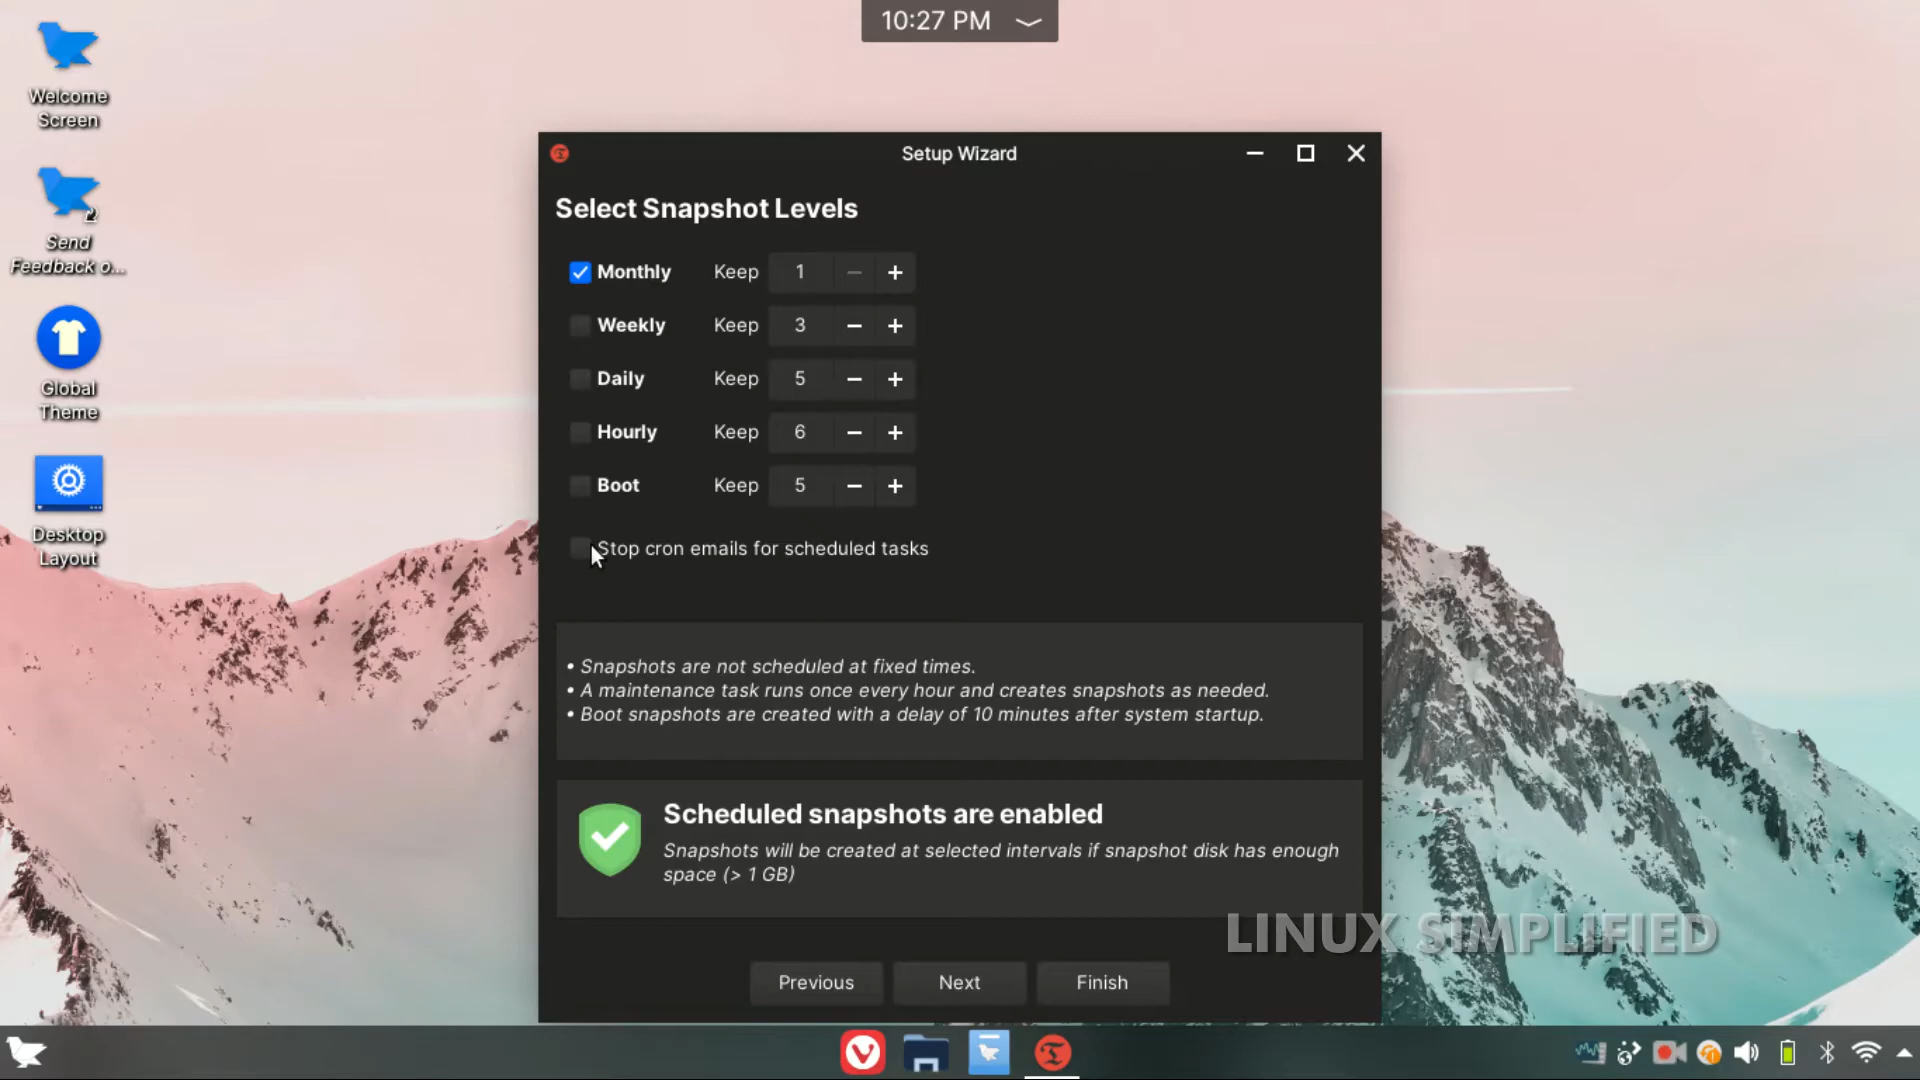 10:27 PM
Welcome
Screen
Send
Feedback o...
Global
Theme
Desktop
Layout
Setup Wizard
Select Snapshot Levels
Monthly Keep 1 − +
Weekly Keep 3 − +
Daily Keep 5 − +
Hourly Keep 6 − +
Boot Keep 5 − +
Stop cron emails for scheduled tasks
• Snapshots are not scheduled at fixed times.
• A maintenance task runs once every hour and creates snapshots as needed.
• Boot snapshots are created with a delay of 10 minutes after system startup.
Scheduled snapshots are enabled
Snapshots will be created at selected intervals if snapshot disk has enough
space (> 1 GB)
LINUX SIMPLIFIED
Previous Next Finish